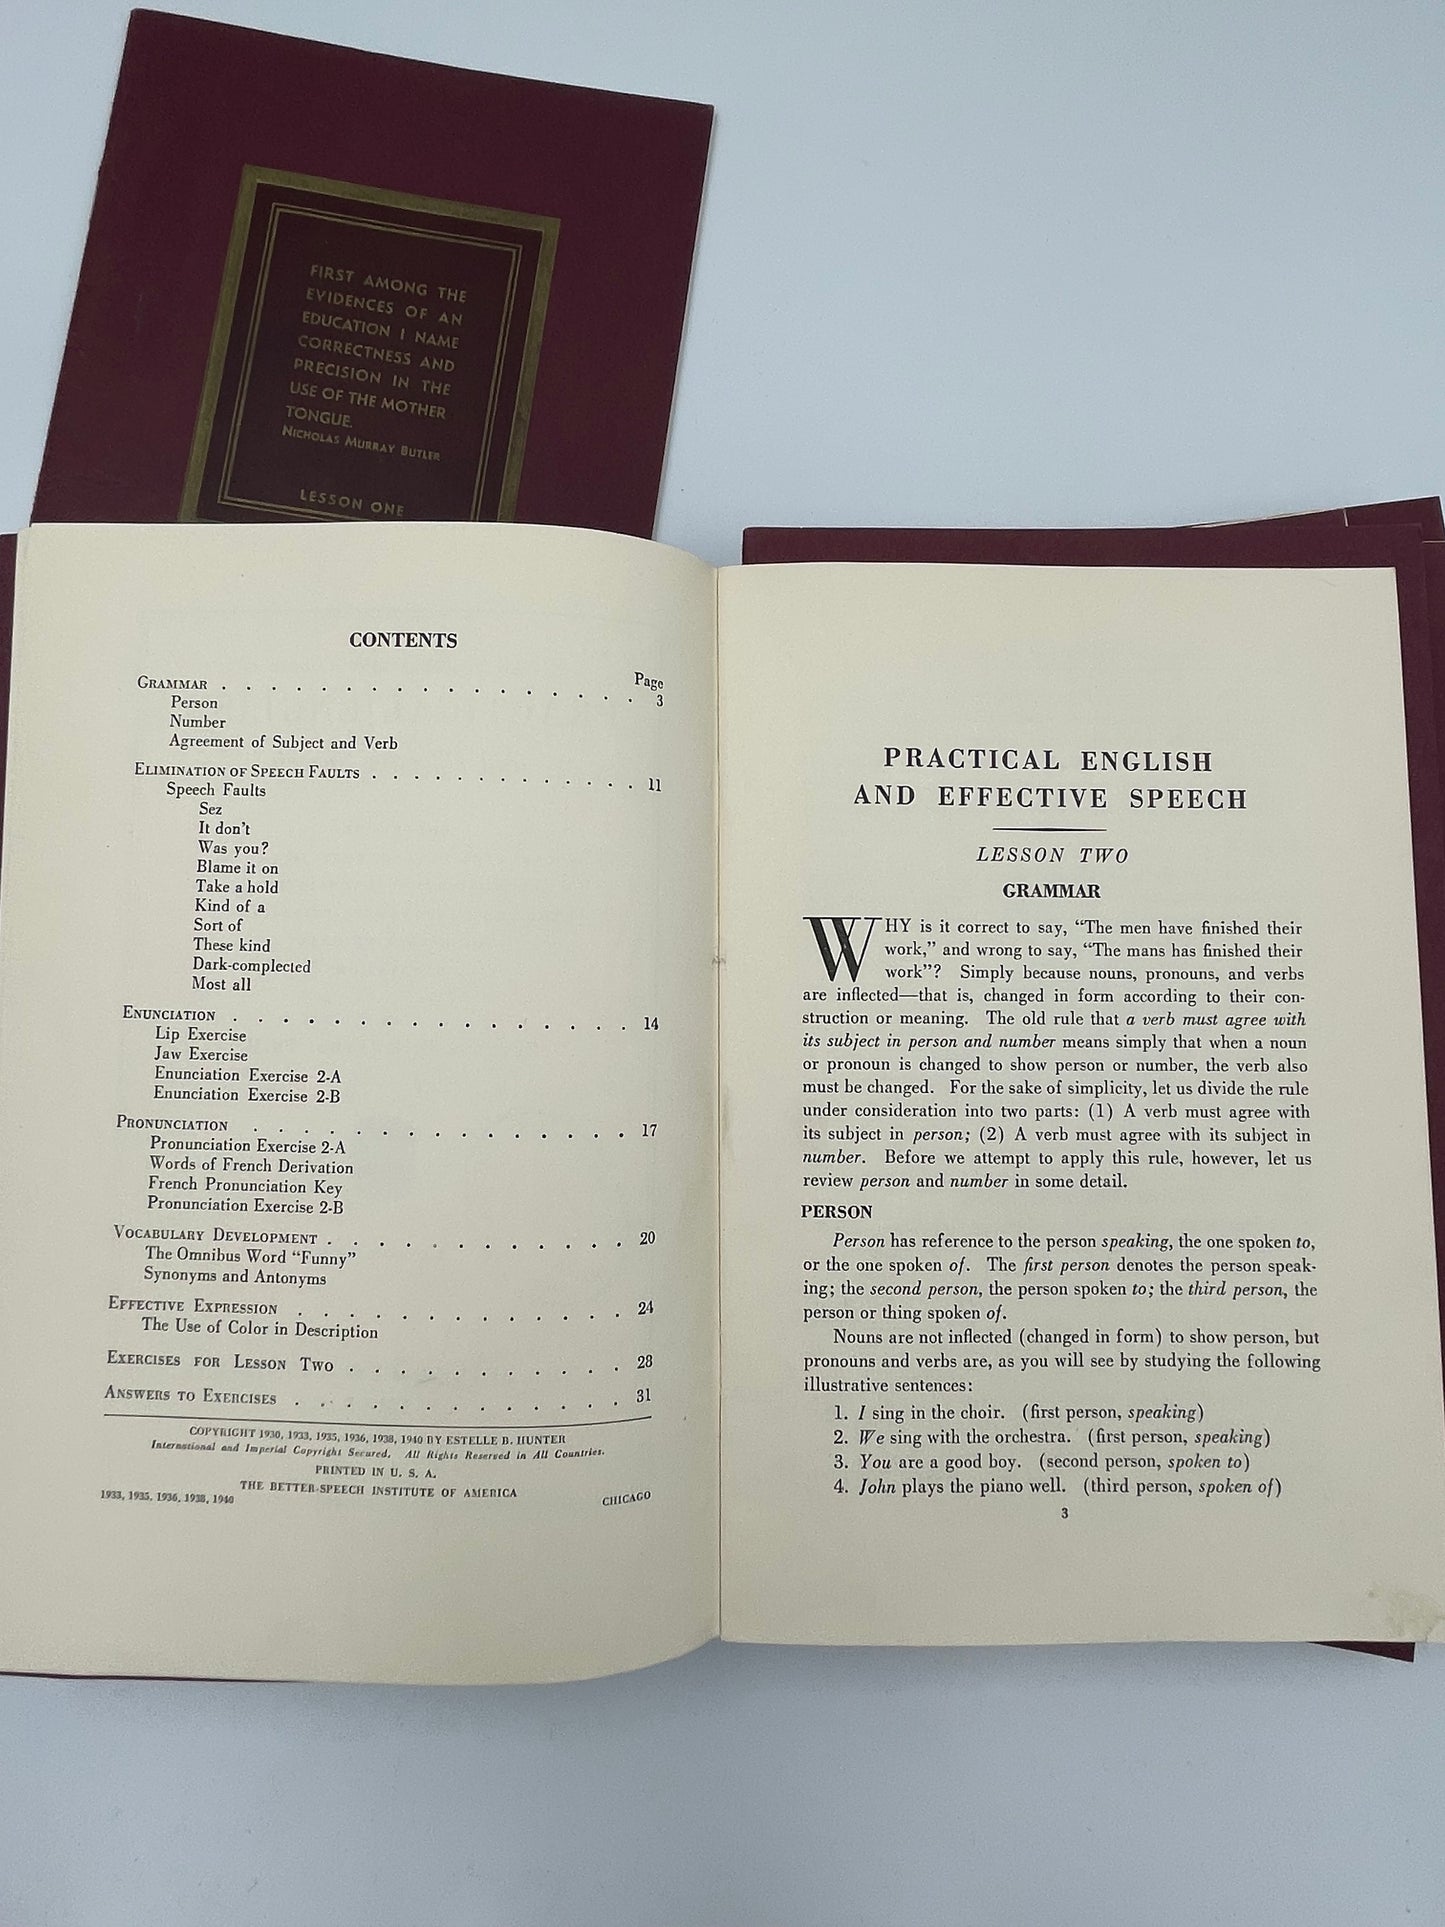 FIRST AMONG THE
EVIDENCES OF AN
EDUCATION I NAME
CORRECTNESS AND
PRECISION IN THE
USE OF THE MOTHER
TONGUE.
NICHOLAS MURRAY BUTLER
LESSON ONE
CONTENTS
Page
GRAMMAR . . . . . . . . . . . . . . . . 3
Person
Number
Agreement of Subject and Verb
ELIMINATION OF SPEECH FAULTS . . . . . . . . . . . 11
Speech Faults
Sez
It don't
Was you?
Blame it on
Take a hold
Kind of a
Sort of
These kind
Dark-complected
Most all
ENUNCIATION . . . . . . . . . . . . . . . . 14
Lip Exercise
Jaw Exercise
Enunciation Exercise 2-A
Enunciation Exercise 2-B
PRONUNCIATION . . . . . . . . . . . . . . . 17
Pronunciation Exercise 2-A
Words of French Derivation
French Pronunciation Key
Pronunciation Exercise 2-B
VOCABULARY DEVELOPMENT . . . . . . . . . . . . 20
The Omnibus Word "Funny"
Synonyms and Antonyms
EFFECTIVE EXPRESSION . . . . . . . . . . . . . 24
The Use of Color in Description
EXERCISES FOR LESSON TWO . . . . . . . . . . . 28
ANSWERS TO EXERCISES . . . . . . . . . . . . . 31
COPYRIGHT 1930, 1933, 1935, 1936, 1938, 1940 BY ESTELLE B. HUNTER
International and Imperial Copyright Secured. All Rights Reserved in All Countries.
PRINTED IN U. S. A.
THE BETTER-SPEECH INSTITUTE OF AMERICA
1933, 1935, 1936, 1938, 1940 CHICAGO
PRACTICAL ENGLISH
AND EFFECTIVE SPEECH
LESSON TWO
GRAMMAR
WHY is it correct to say, "The men have finished their
work," and wrong to say, "The mans has finished their
work"? Simply because nouns, pronouns, and verbs
are inflected—that is, changed in form according to their con-
struction or meaning. The old rule that a verb must agree with
its subject in person and number means simply that when a noun
or pronoun is changed to show person or number, the verb also
must be changed. For the sake of simplicity, let us divide the rule
under consideration into two parts: (1) A verb must agree with
its subject in person; (2) A verb must agree with its subject in
number. Before we attempt to apply this rule, however, let us
review person and number in some detail.
PERSON
Person has reference to the person speaking, the one spoken to,
or the one spoken of. The first person denotes the person speak-
ing; the second person, the person spoken to; the third person, the
person or thing spoken of.
Nouns are not inflected (changed in form) to show person, but
pronouns and verbs are, as you will see by studying the following
illustrative sentences:
1. I sing in the choir. (first person, speaking)
2. We sing with the orchestra. (first person, speaking)
3. You are a good boy. (second person, spoken to)
4. John plays the piano well. (third person, spoken of)
3